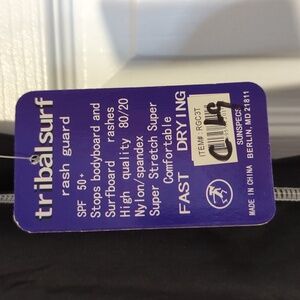 tribalsurf
rash guard
SPF 50+
Stops bodyboard and
Surfboard rashes
High quality 80/20
Nylon/spandex
Super Stretch Super
Comfortable
FAST DRYING
ITEM#: RGC3T
SUNSPECS
MADE IN CHINA BERLIN, MD 21811